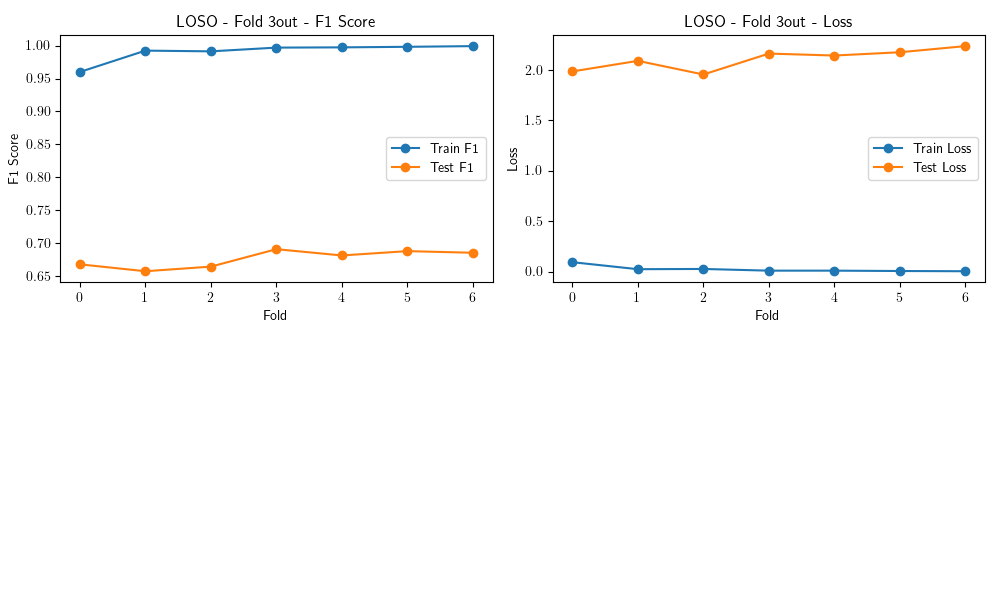 LOSO - Fold 3out - F1 Score
1.00
0.95
0.90
0.85
0.80
0.75
0.70
0.65
F1 Score
Train F1
Test F1
0 1 2 3 4 5 6
Fold
LOSO - Fold 3out - Loss
2.0
1.5
1.0
0.5
0.0
Loss
Train Loss
Test Loss
0 1 2 3 4 5 6
Fold